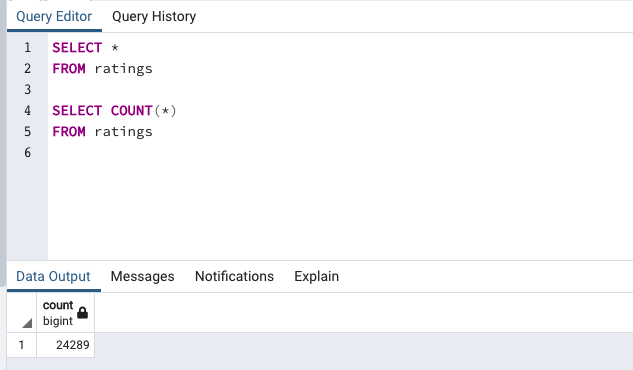 Query Editor Query History
1 SELECT *
2 FROM ratings
3
4 SELECT COUNT(*)
5 FROM ratings
6
Data Output Messages Notifications Explain
count
bigint
1 24289